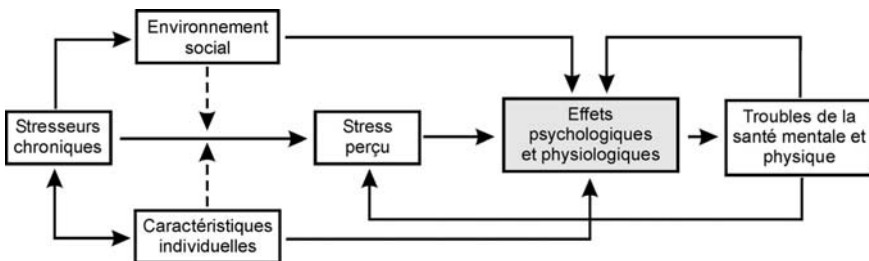 Environnement
social
Stresseurs
chroniques
Stress
perçu
Effets
psychologiques
et physiologiques
Troubles de la
santé mentale et
physique
Caractéristiques
individuelles